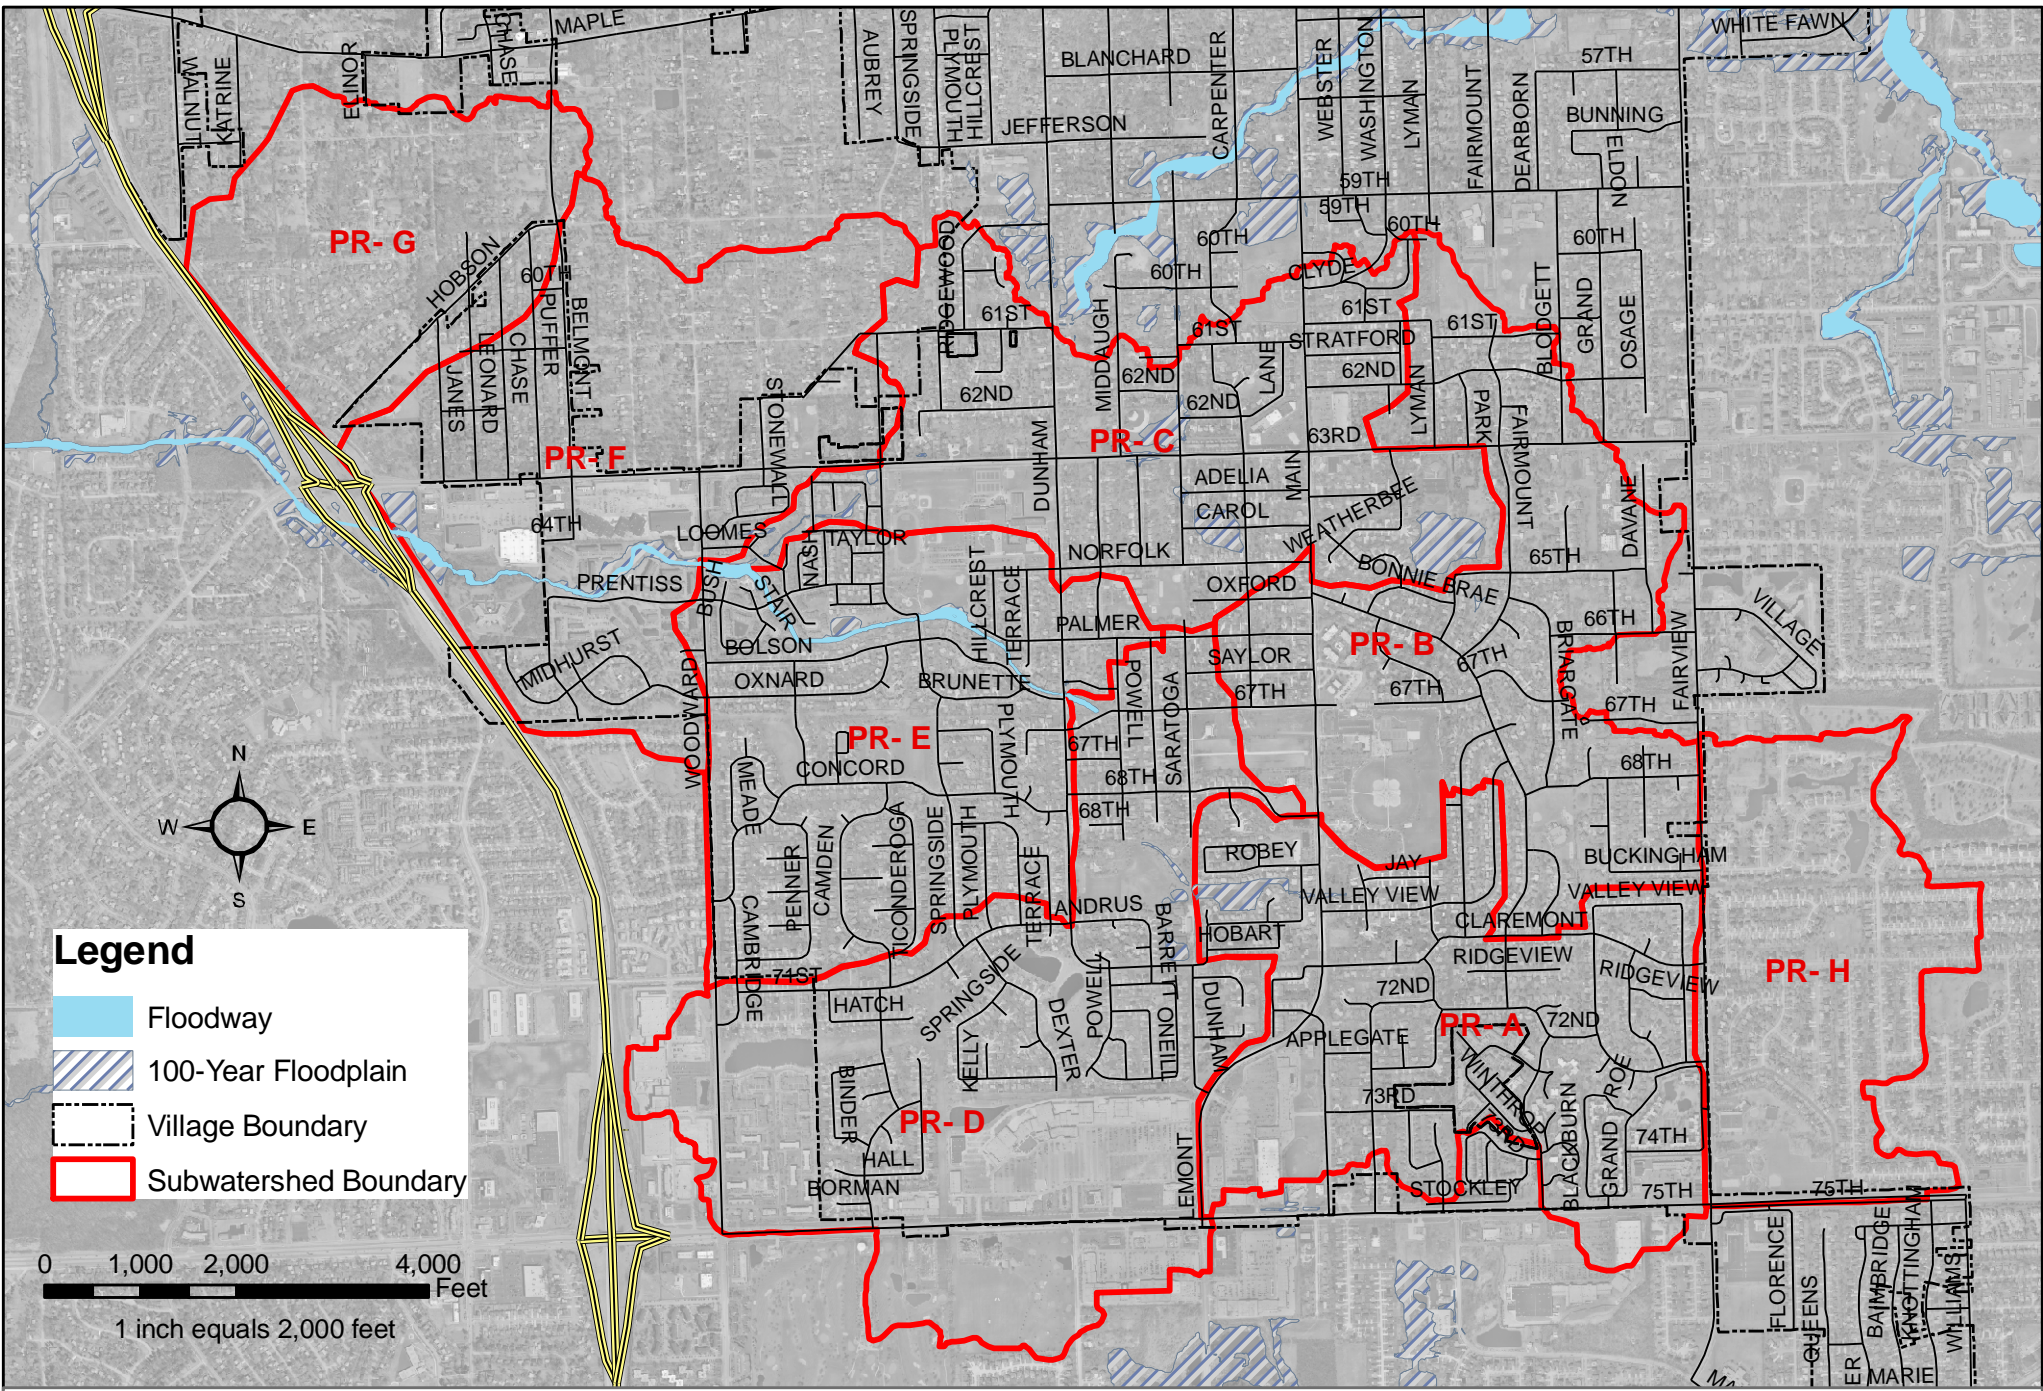 MAPLE
CHASE
WHITE FAWN
WALNUT
KATRINE
ELINOR
AUBREY
SPRINGSIDE
PLYMOUTH
HILLCREST
BLANCHARD
CARPENTER
WEBSTER
WASHINGTON
LYMAN
FAIRMOUNT
DEARBORN
57TH
BUNNING
ELDON
JEFFERSON
59TH
59TH
60TH
60TH
60TH
60TH
PR- G
HOBSON
60TH
PUFFER
BELMONT
RIDGEWOOD
61ST
MIDDAUGH
CLYDE
61ST
61ST
61ST
STRATFORD
BLODGETT
GRAND
OSAGE
JANES
LEONARD
CHASE
STONEWALL
62ND
62ND
62ND
LANE
62ND
LYMAN
PARK
FAIRMOUNT
DUNHAM
PR- C
63RD
PR- F
ADELIA
MAIN
CAROL
WEATHERBEE
DAVANE
64TH
LOOMES
NASH
TAYLOR
NORFOLK
65TH
PRENTISS
BUSH
STAIR
HILLCREST
TERRACE
OXFORD
BONNIE BRAE
VILLAGE
PALMER
66TH
BOLSON
PR- B
BRIARGATE
FAIRVIEW
MIDHURST
WOODWARD
OXNARD
BRUNETTE
POWELL
SARATOGA
SAYLOR
67TH
67TH
67TH
67TH
PR- E
PLYMOUTH
67TH
N
W
E
S
MEADE
CONCORD
68TH
68TH
68TH
PENNER
CAMDEN
TICONDEROGA
SPRINGSIDE
PLYMOUTH
TERRACE
ROBEY
JAY
BUCKINGHAM
VALLEY VIEW
VALLEY VIEW
CAMBRIDGE
ANDRUS
BARRETT
HOBART
CLAREMONT
RIDGEVIEW
RIDGEVIEW
PR- H
71ST
HATCH
SPRINGSIDE
POWELL
DEXTER
KELLY
ONEILL
DUNHAM
72ND
72ND
PR- A
APPLEGATE
WINTHROP
ROE
BLACKBURN
GRAND
BINDER
PR- D
73RD
73RD
74TH
HALL
BORMAN
LEMONT
STOCKLEY
75TH
75TH
FLORENCE
QUEENS
BAIMBRIDGE
KNOTTINGHAM
WILLIAMS
MARIE
ER
MA
Legend
Floodway
100-Year Floodplain
Village Boundary
Subwatershed Boundary
0 1,000 2,000 4,000
Feet
1 inch equals 2,000 feet